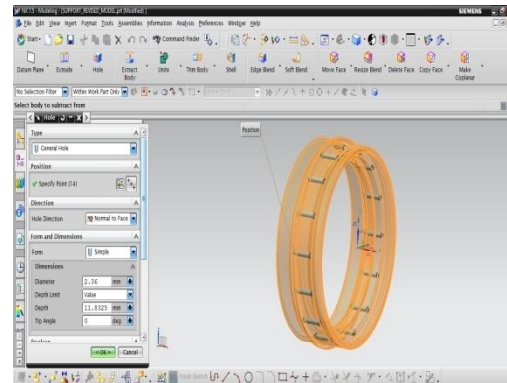 NX 7.5 - Modeling - [SUPPORT_REVISED_MODEL.prt (Modified)]
SIEMENS
File Edit View Insert Format Tools Assemblies Information Analysis Preferences Window Help
Start Command Finder
Datum Plane Extrude Hole Extract Body Unite Trim Body Shell Edge Blend Soft Blend Move Face Resize Blend Delete Face Copy Face Make Coplanar
No Selection Filter Within Work Part Only
Select body to subtract from
Hole
Type
General Hole
Position
Specify Point (14)
Direction
Hole Direction Normal to Face
Form and Dimensions
Form Simple
Dimensions
Diameter 2.36 mm
Depth Limit Value
Depth 11.8325 mm
Tip Angle 0 deg
Boolean
< OK > Cancel
Position